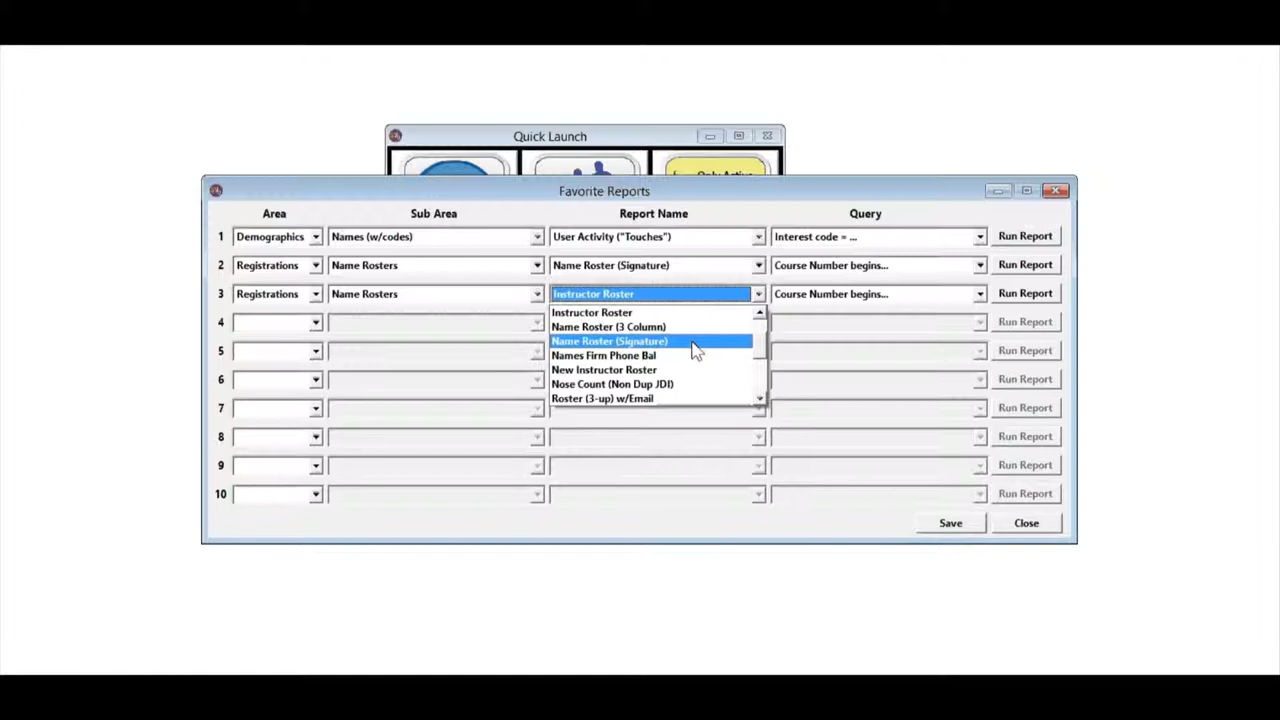 Quick Launch
Only Active
Favorite Reports
Area Sub Area Report Name Query
1 Demographics Names (w/codes) User Activity ("Touches") Interest code = ... Run Report
2 Registrations Name Rosters Name Roster (Signature) Course Number begins... Run Report
3 Registrations Name Rosters Instructor Roster Course Number begins... Run Report
Instructor Roster
4 Run Report
Name Roster (3 Column)
Name Roster (Signature)
5 Run Report
Names Firm Phone Bal
New Instructor Roster
6 Run Report
Nose Count (Non Dup JDI)
Roster (3-up) w/Email
7 Run Report
8 Run Report
9 Run Report
10 Run Report
Save Close